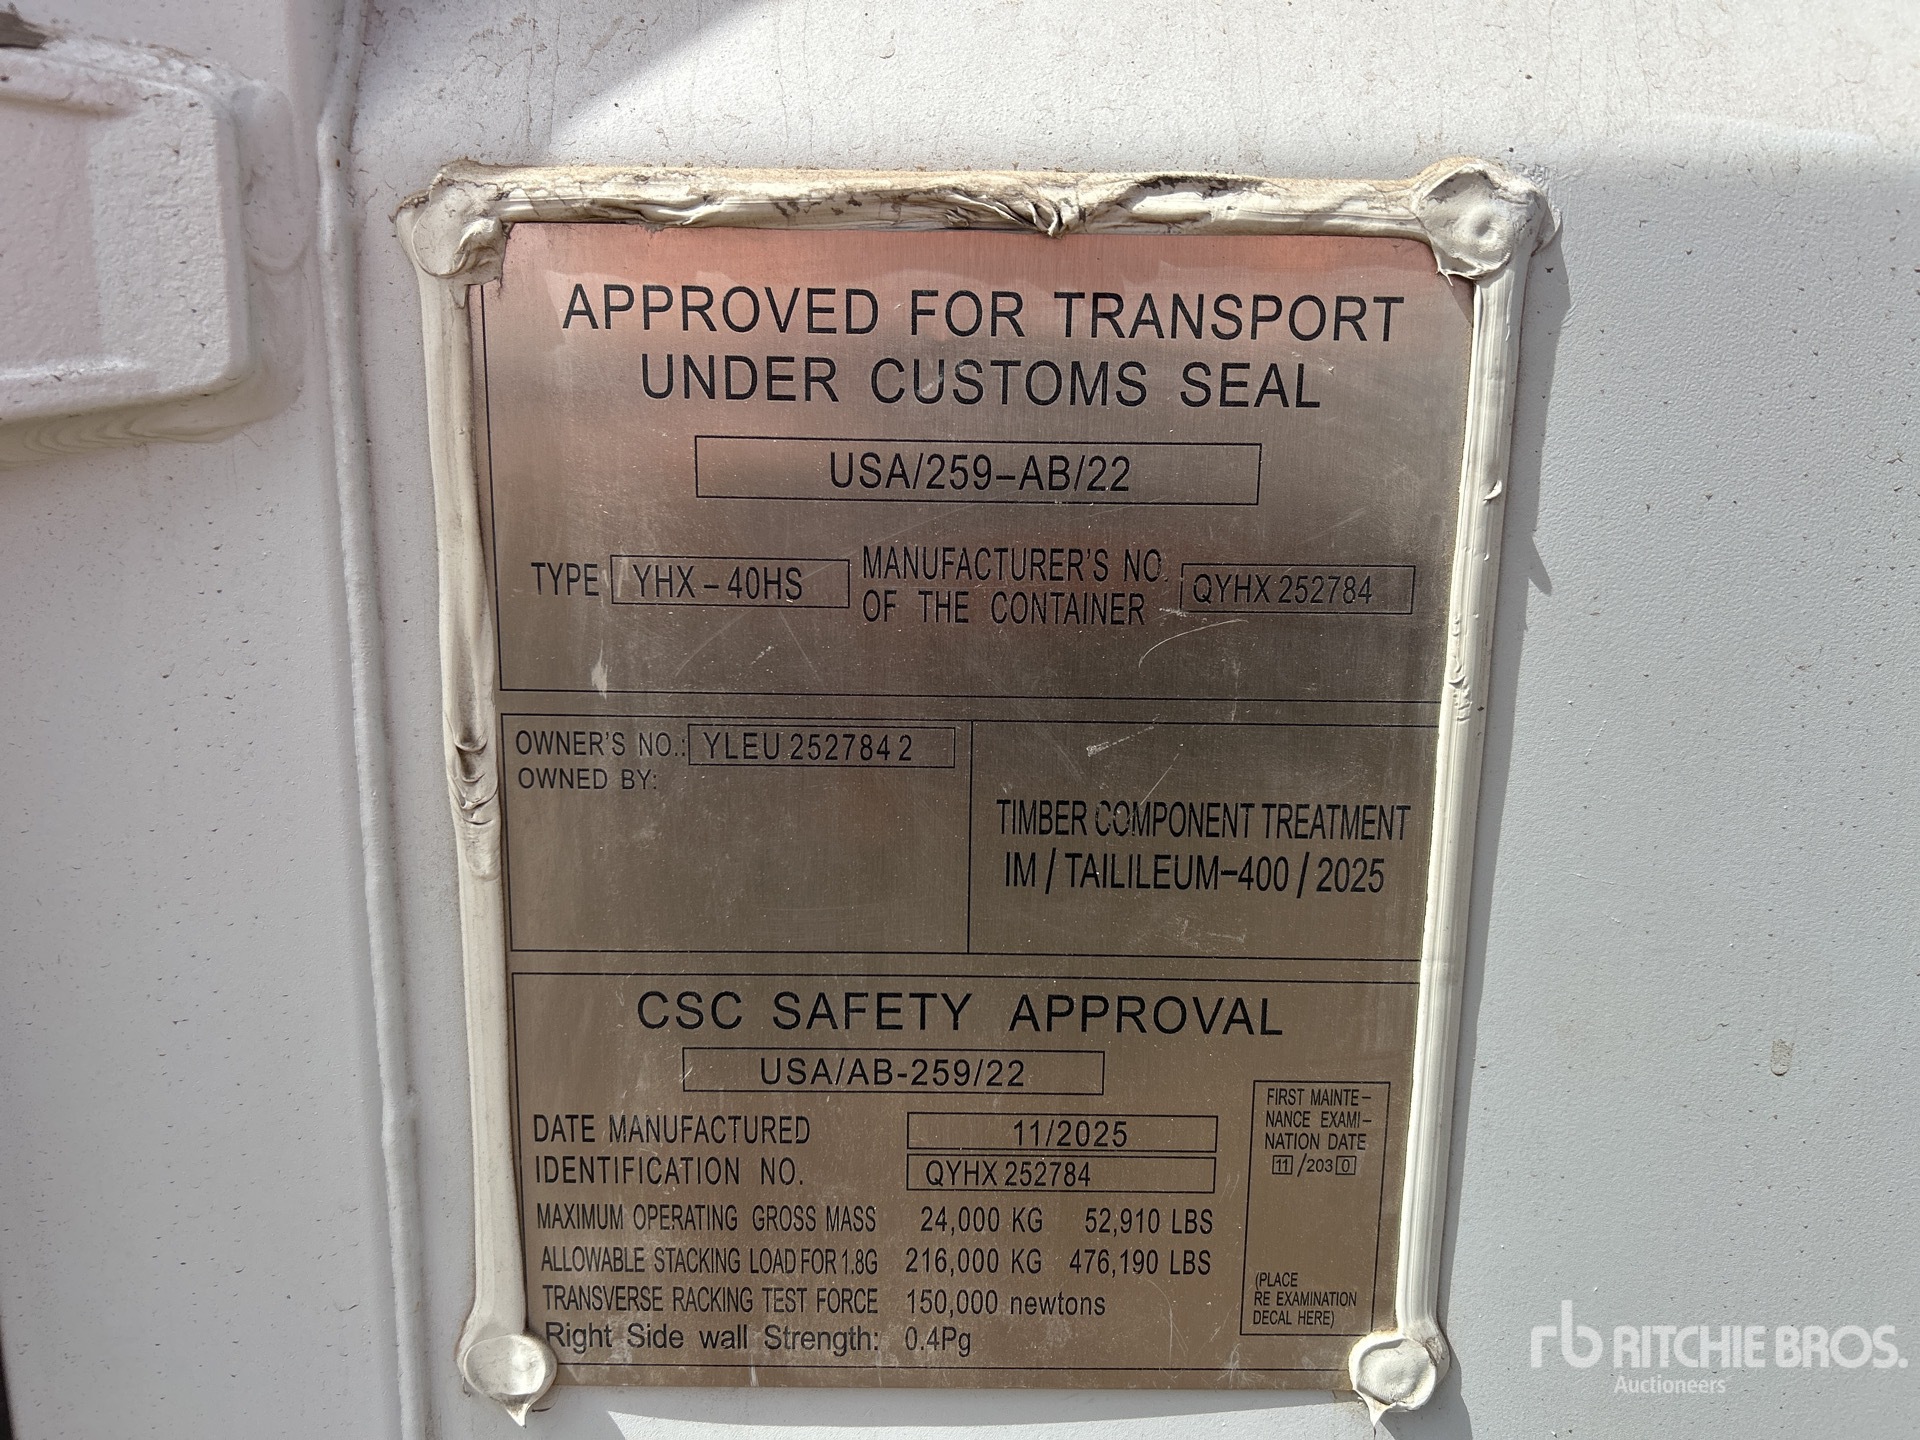 APPROVED FOR TRANSPORT
UNDER CUSTOMS SEAL
USA/259-AB/22
TYPE YHX-40HS MANUFACTURER'S NO. OF THE CONTAINER QYHX 252784
OWNER'S NO.: YLEU 252784 2
OWNED BY:
TIMBER COMPONENT TREATMENT
IM / TAILILEUM-400 / 2025
CSC SAFETY APPROVAL
USA/AB-259/22
DATE MANUFACTURED 11/2025
IDENTIFICATION NO. QYHX 252784
MAXIMUM OPERATING GROSS MASS 24,000 KG 52,910 LBS
ALLOWABLE STACKING LOAD FOR 1.8G 216,000 KG 476,190 LBS
TRANSVERSE RACKING TEST FORCE 150,000 newtons
Right Side wall Strength: 0.4Pg
FIRST MAINTE-
NANCE EXAMI-
NATION DATE
11/2030
(PLACE
RE EXAMINATION
DECAL HERE)
rb RITCHIE BROS.
Auctioneers